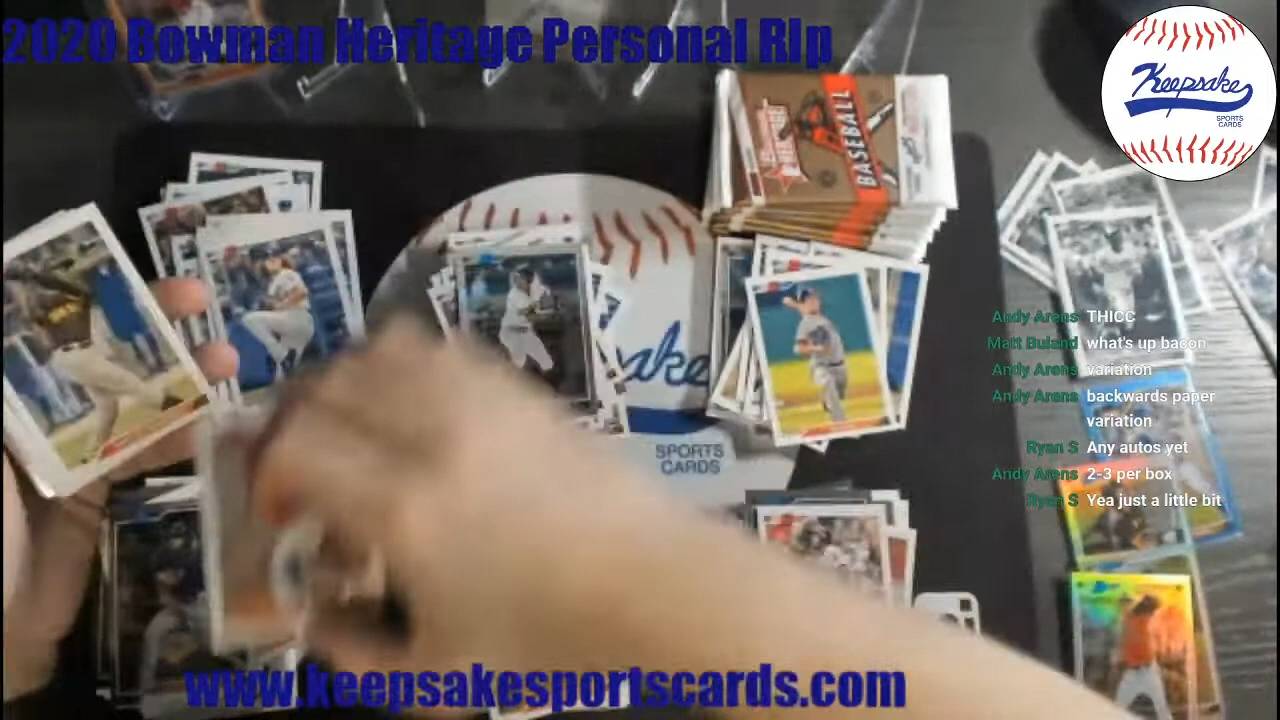 2020 Bowman Heritage Personal Rip
Keepsake
SPORTS
CARDS
BASEBALL
Andy Arens THICC
Matt Buland what's up bacon
Andy Arens variation
Andy Arens backwards paper
variation
Ryan S Any autos yet
Andy Arens 2-3 per box
Ryan S Yea just a little bit
SPORTS
CARDS
www.keepsakesportscards.com